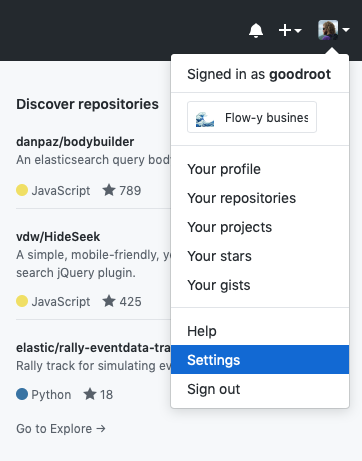 Signed in as goodroot
Flow-y busines
Your profile
Your repositories
Your projects
Your stars
Your gists
Help
Settings
Sign out
Discover repositories
danpaz/bodybuilder
An elasticsearch query bod
JavaScript 789
vdw/HideSeek
A simple, mobile-friendly, yo
search jQuery plugin.
JavaScript 425
elastic/rally-eventdata-tra
Rally track for simulating ev
Python 18
Go to Explore →